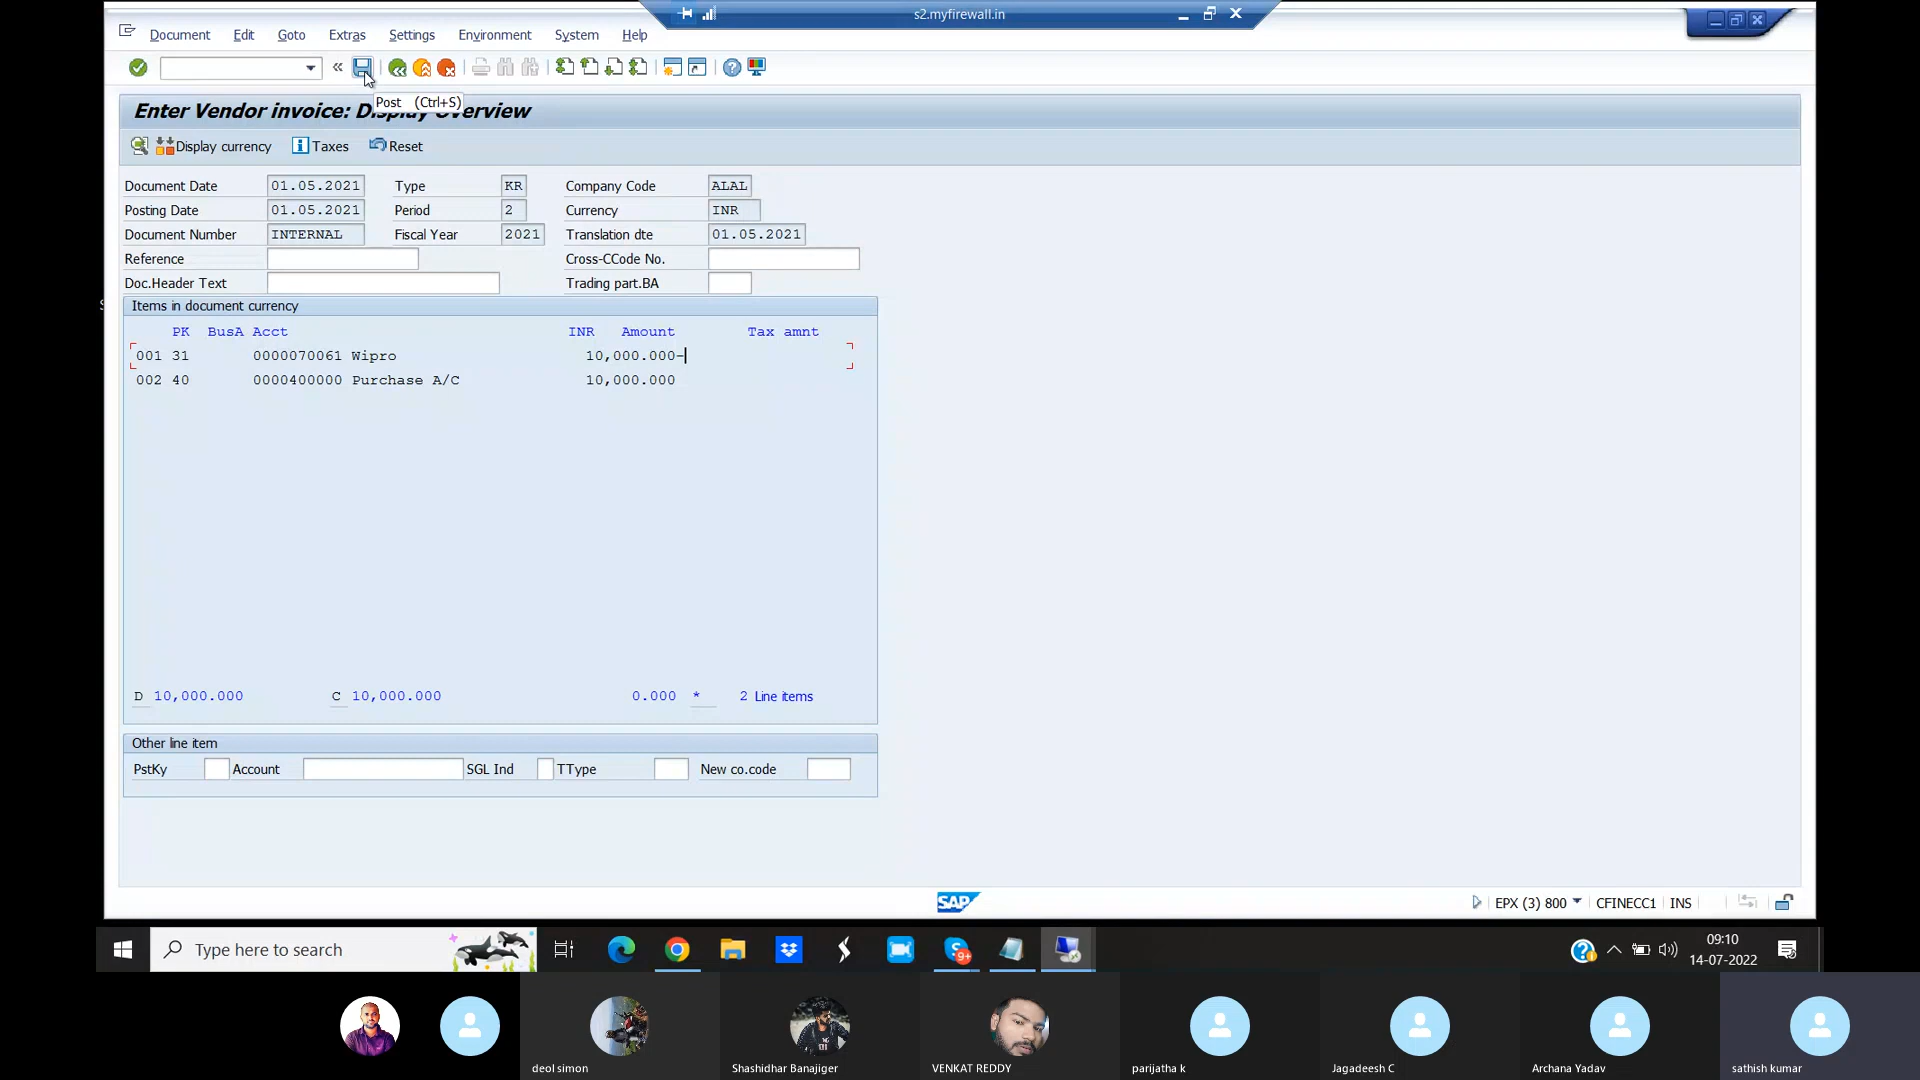 s2.myfirewall.in
Document Edit Goto Extras Settings Environment System Help
«
Post (Ctrl+S)
Enter Vendor invoice: Display Overview
Display currency Taxes Reset
Document Date 01.05.2021 Type KR Company Code ALAL
Posting Date 01.05.2021 Period 2 Currency INR
Document Number INTERNAL Fiscal Year 2021 Translation dte 01.05.2021
Reference Cross-CCode No.
Doc.Header Text Trading part.BA
Items in document currency
PK BusA Acct INR Amount Tax amnt
001 31 0000070061 Wipro 10,000.000-
002 40 0000400000 Purchase A/C 10,000.000
D 10,000.000 C 10,000.000 0.000 * 2 Line items
Other line item
PstKy Account SGL Ind TType New co.code
SAP EPX (3) 800 CFINECC1 INS
Type here to search 9+ 09:10
14-07-2022
deol simon Shashidhar Banajiger VENKAT REDDY parijatha k Jagadeesh C Archana Yadav sathish kumar